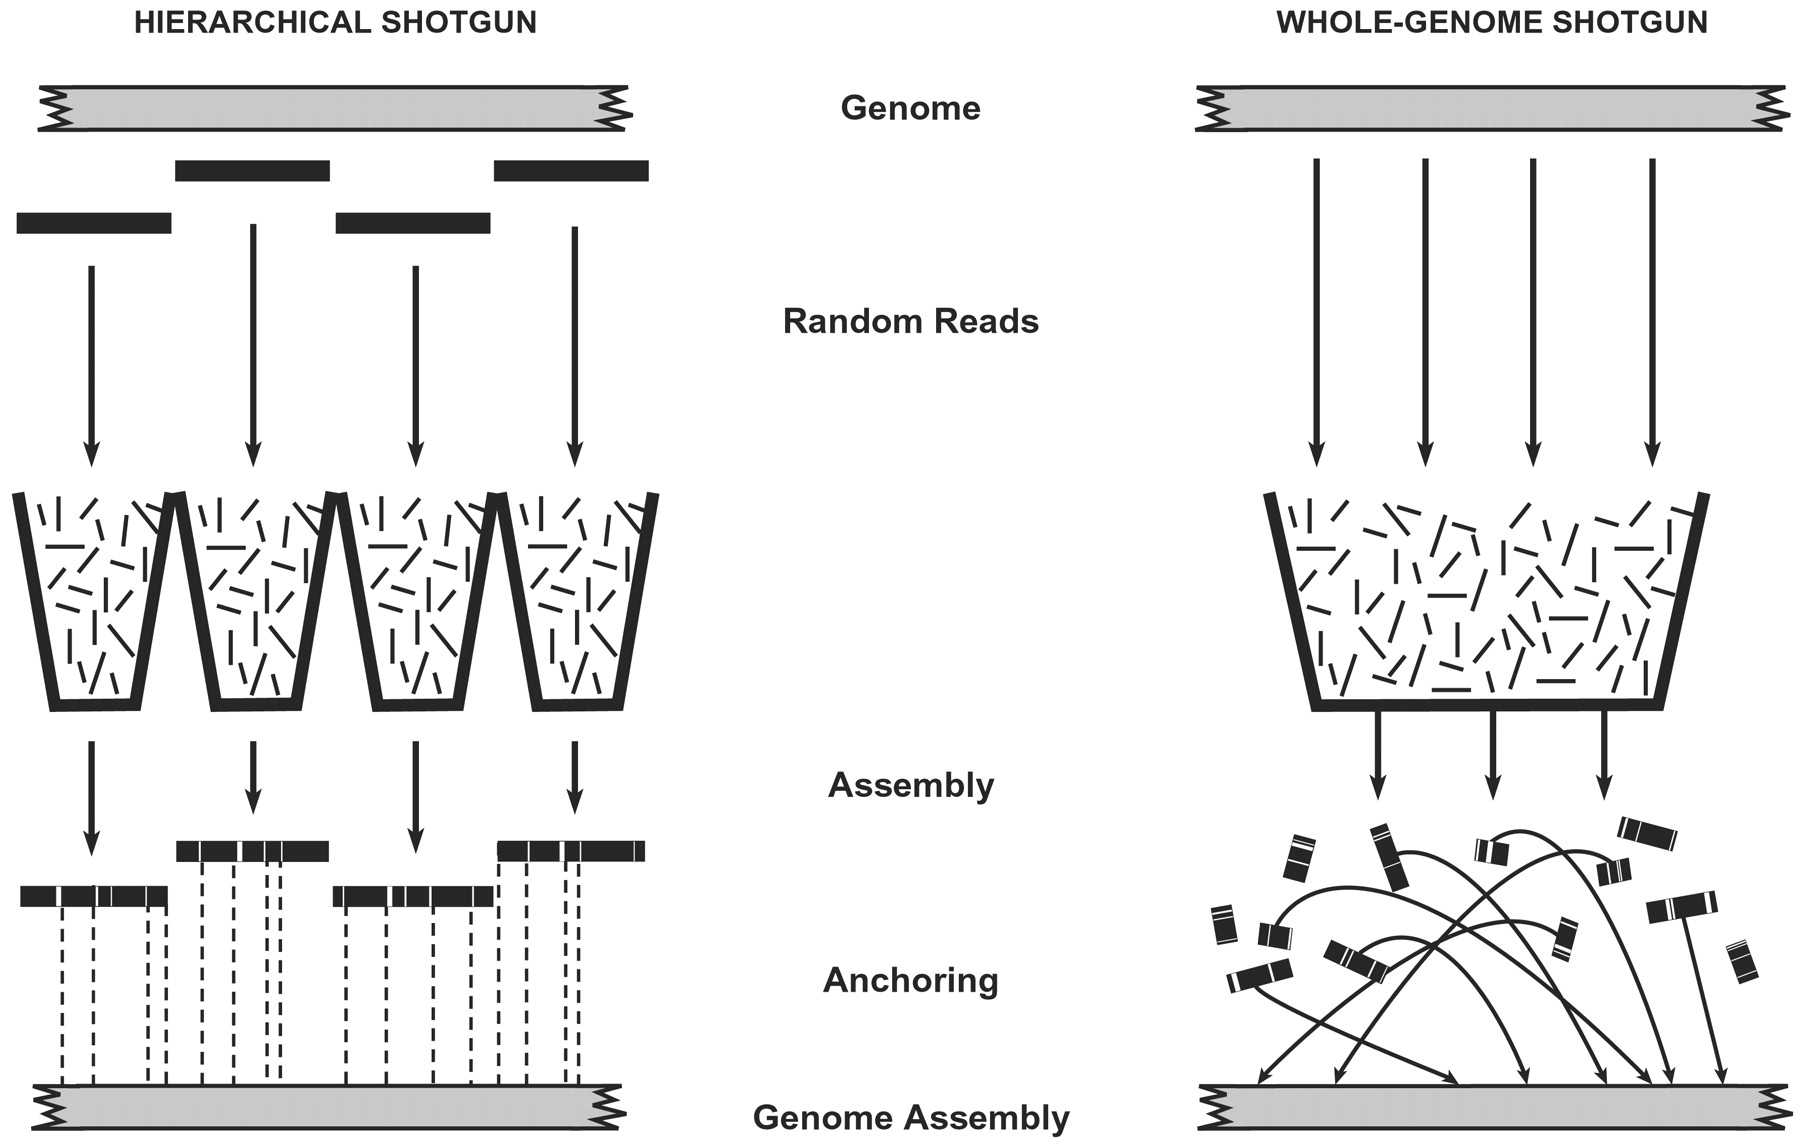 HIERARCHICAL SHOTGUN
WHOLE-GENOME SHOTGUN
Genome
Random Reads
Assembly
Anchoring
Genome Assembly